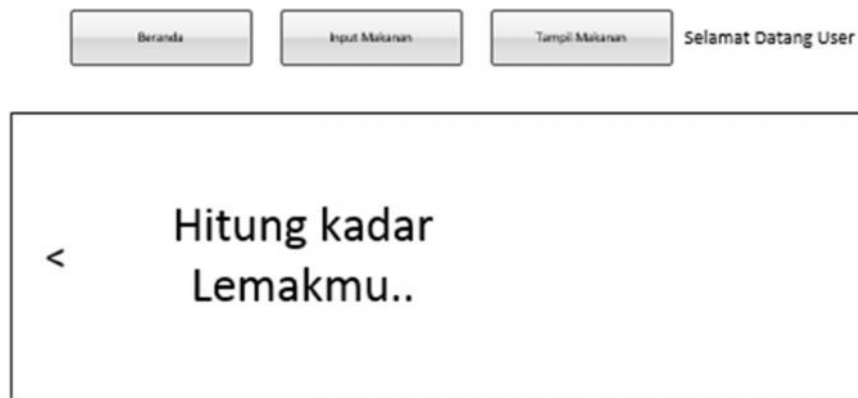 Beranda
Input Makanan
Tampil Makanan
Selamat Datang User
<
Hitung kadar
Lemakmu..